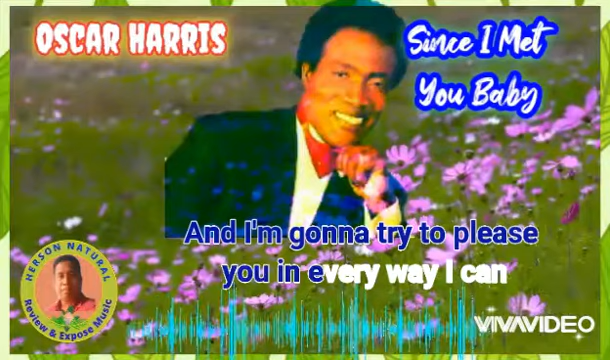 OSCAR HARRIS
Since I Met
You Baby
And I'm gonna try to please
you in every way I can
HERSON NATURAL
Review & Expose Music
VIVAVIDEO